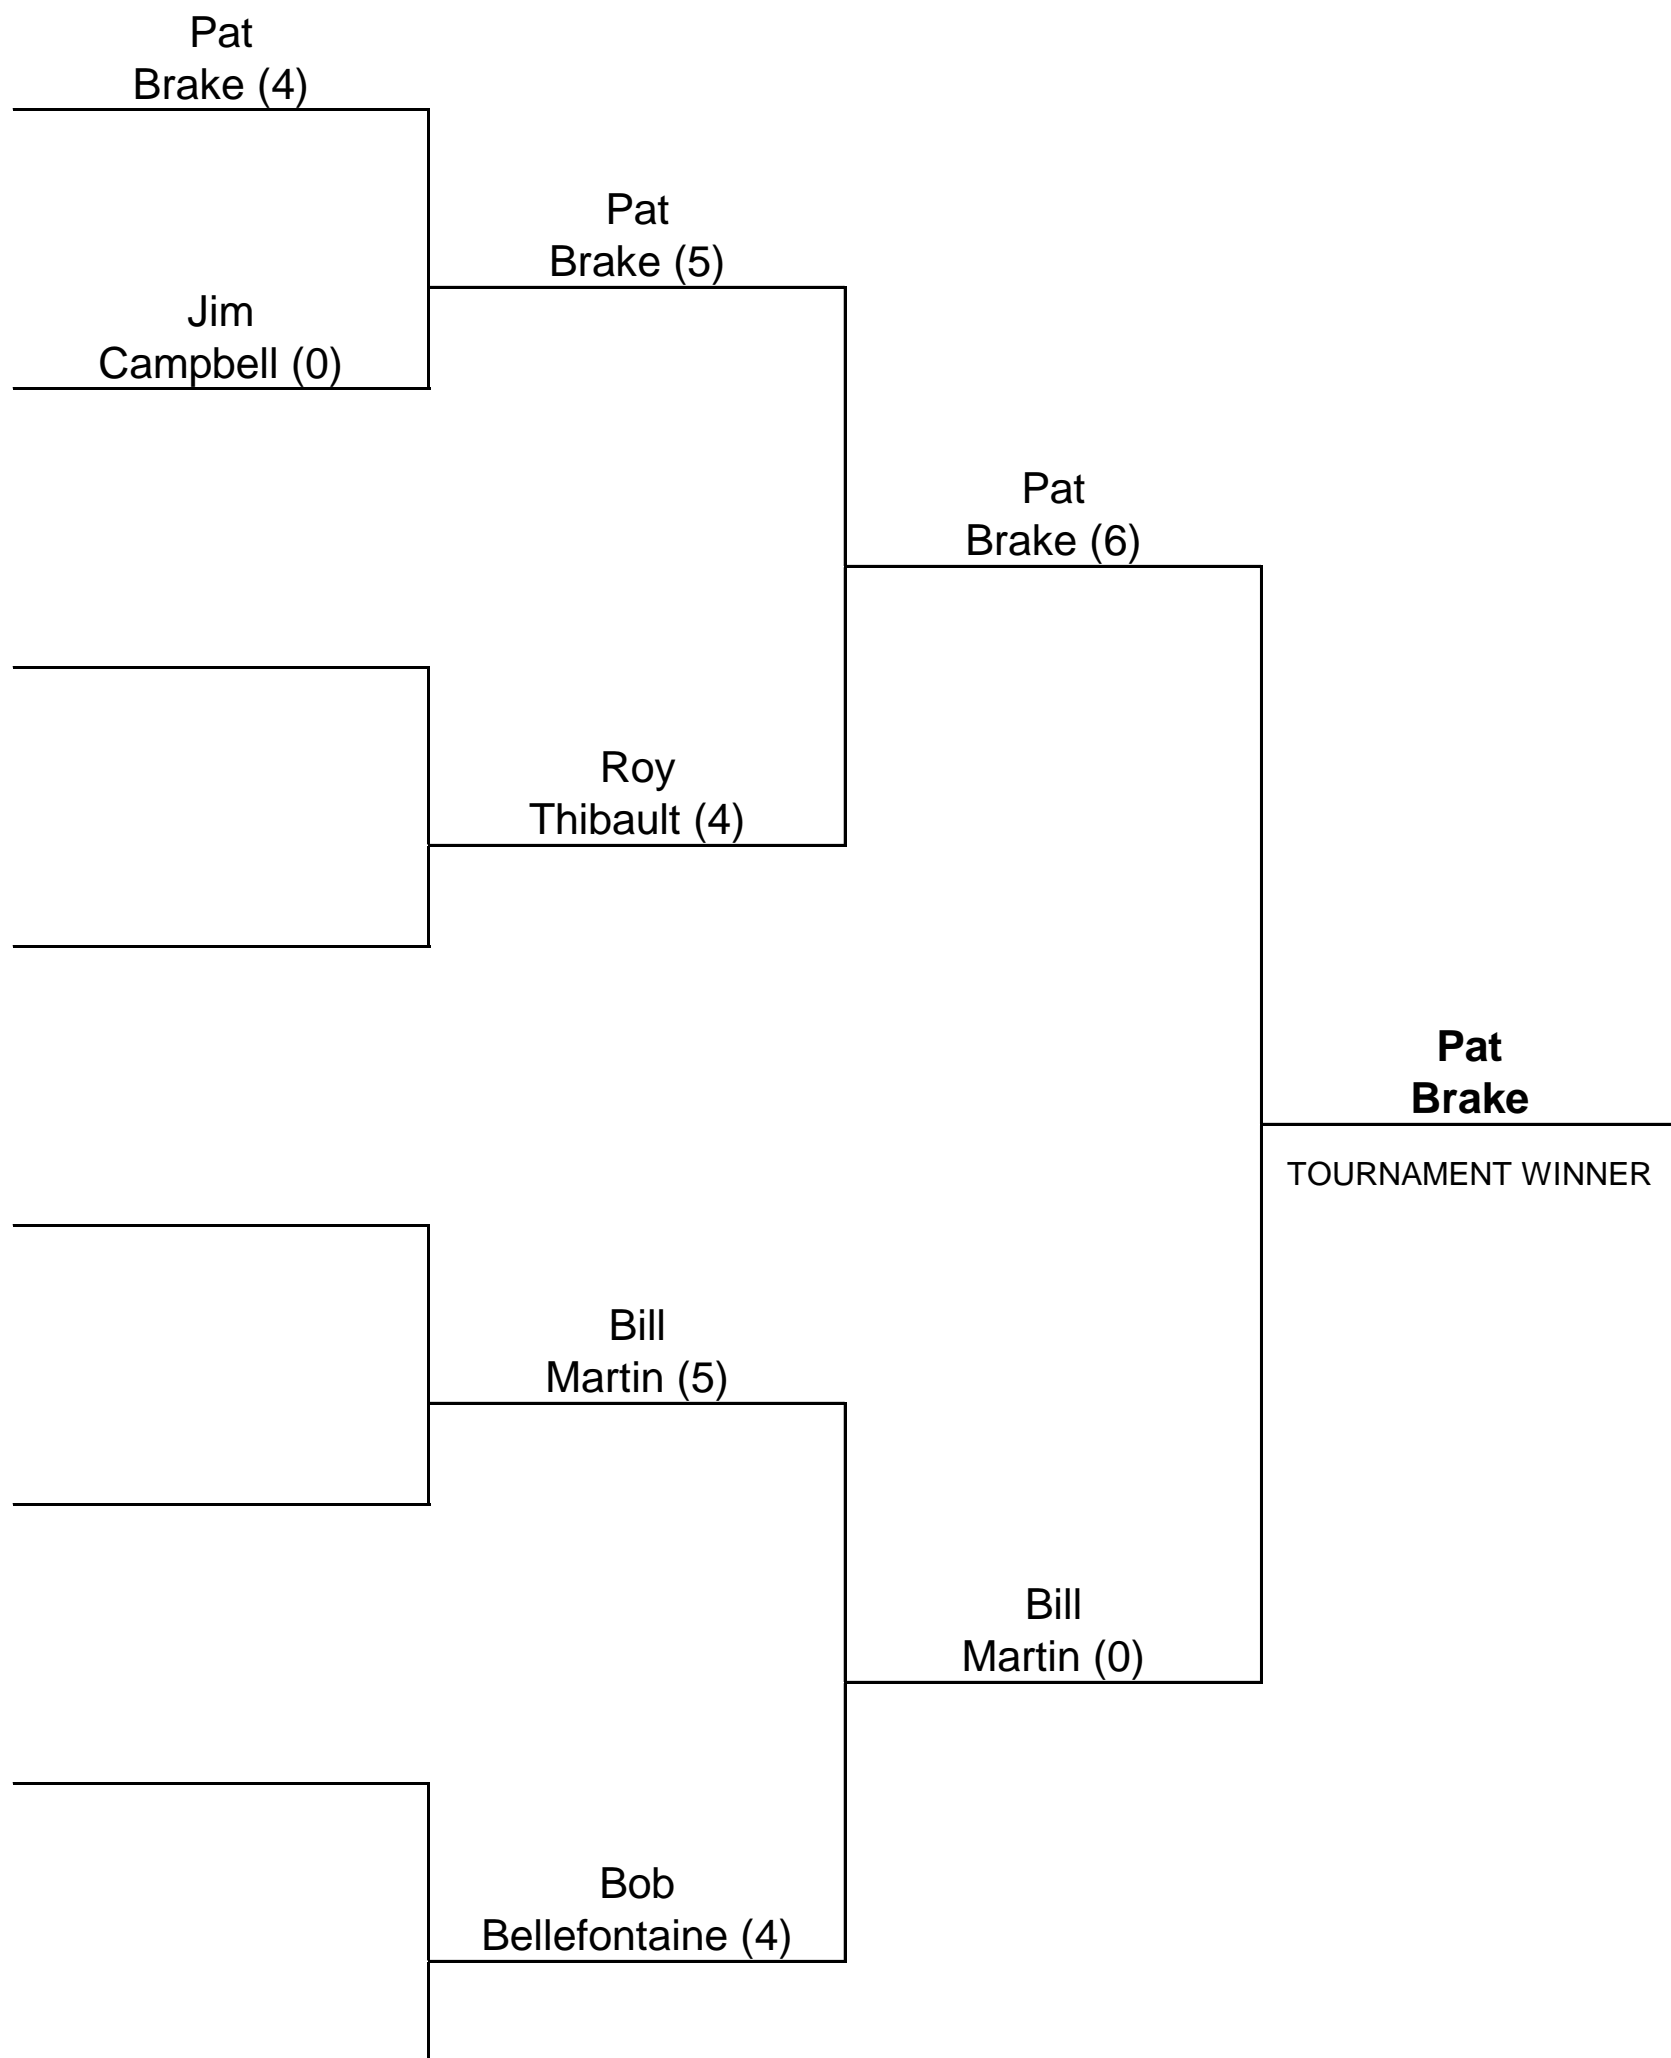 Pat
Brake (4)
Pat
Brake (5)
Jim
Campbell (0)
Pat
Brake (6)
Roy
Thibault (4)
Pat
Brake
TOURNAMENT WINNER
Bill
Martin (5)
Bill
Martin (0)
Bob
Bellefontaine (4)